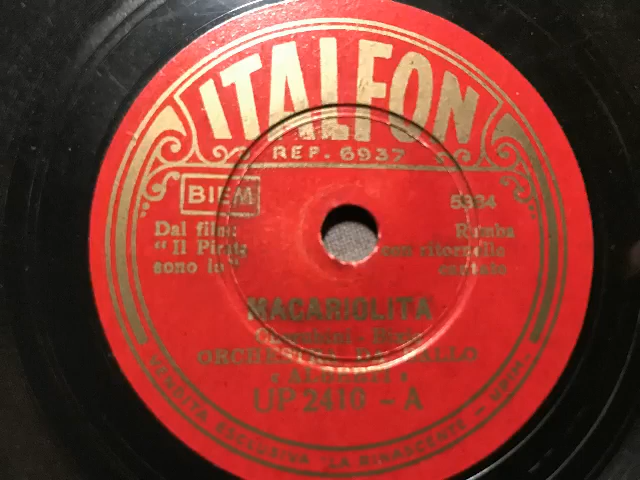 ITALFON
REP. 6937
BIEM
Dal film:
"Il Pirata
sono io"
Rumba
con ritornello
cantato
MACARIOLITA
ORCHESTRA DA BALLO
UP 2410 - A
VENDITA ESCLUSIVA "LA RINASCENTE - UPIM